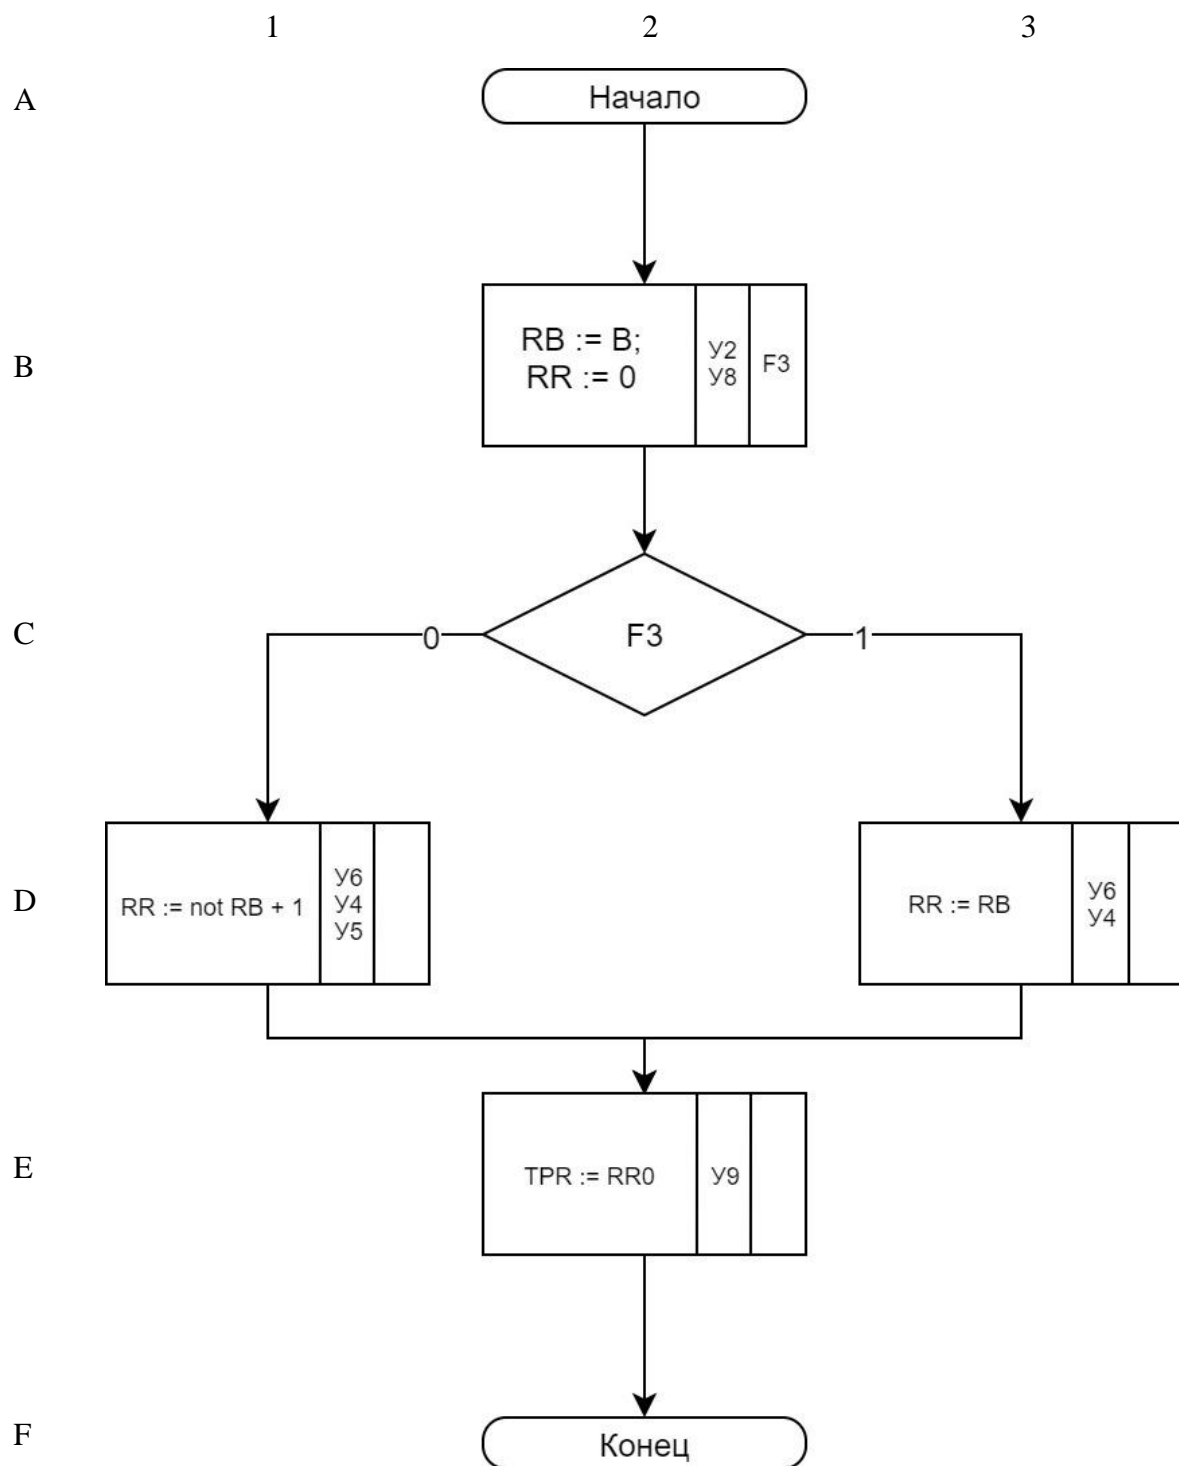 1 2 3
A
Начало
B
RB := B;
RR := 0
У2
У8
F3
C
0
F3
1
D
RR := not RB + 1
У6
У4
У5
RR := RB
У6
У4
E
TPR := RR0
У9
F
Конец